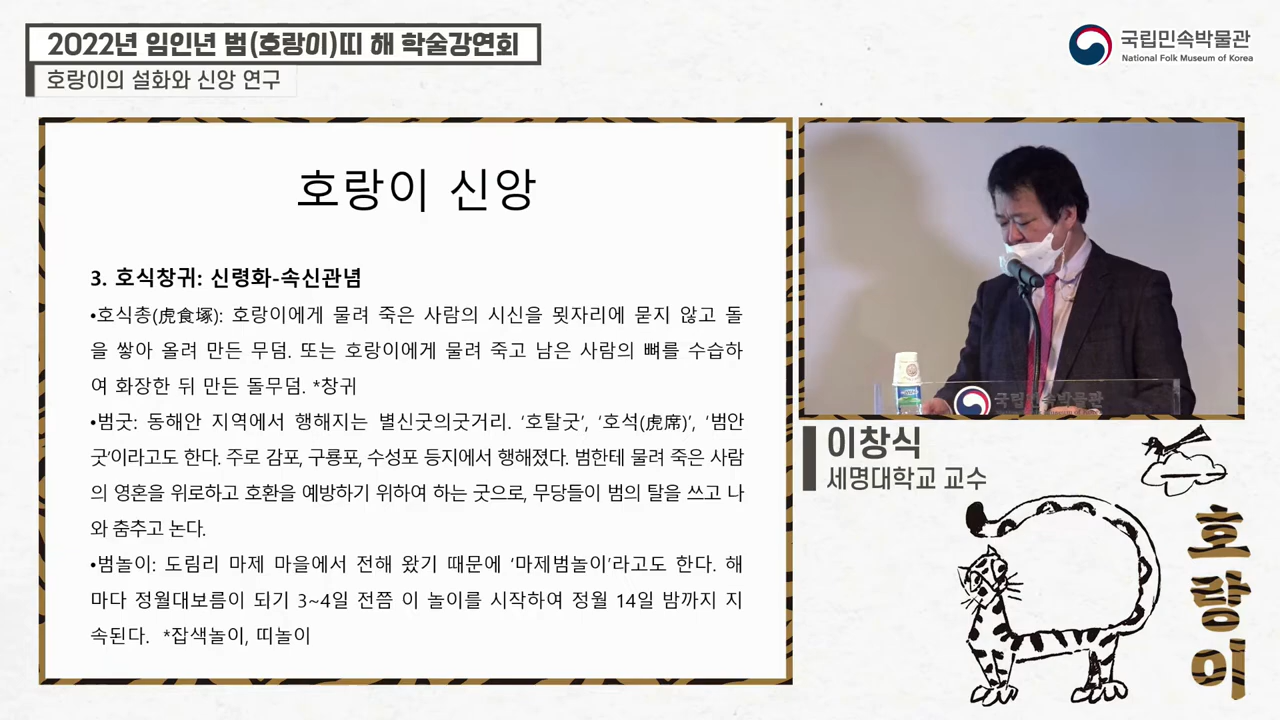 2022년 임인년 범(호랑이)띠 해 학술강연회
호랑이의 설화와 신앙 연구
국립민속박물관
National Folk Museum of Korea
호랑이 신앙
3. 호식창귀: 신령화-속신관념
•호식총(虎食塚): 호랑이에게 물려 죽은 사람의 시신을 묏자리에 묻지 않고 돌
을 쌓아 올려 만든 무덤. 또는 호랑이에게 물려 죽고 남은 사람의 뼈를 수습하
여 화장한 뒤 만든 돌무덤. *창귀
•범굿: 동해안 지역에서 행해지는 별신굿의굿거리. ‘호탈굿’, ‘호석(虎席)’, ‘범안
굿’이라고도 한다. 주로 감포, 구룡포, 수성포 등지에서 행해졌다. 범한테 물려 죽은 사람
의 영혼을 위로하고 호환을 예방하기 위하여 하는 굿으로, 무당들이 범의 탈을 쓰고 나
와 춤추고 논다.
•범놀이: 도림리 마제 마을에서 전해 왔기 때문에 ‘마제범놀이’라고도 한다. 해
마다 정월대보름이 되기 3~4일 전쯤 이 놀이를 시작하여 정월 14일 밤까지 지
속된다. *잡색놀이, 띠놀이
국립민속박물관
이창식
세명대학교 교수
호랑이